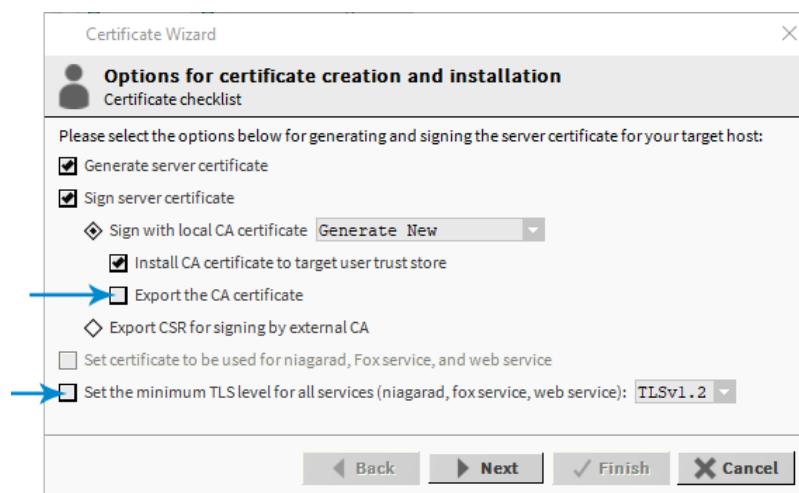 Certificate Wizard
Options for certificate creation and installation
Certificate checklist
Please select the options below for generating and signing the server certificate for your target host:
Generate server certificate
Sign server certificate
Sign with local CA certificate Generate New
Install CA certificate to target user trust store
Export the CA certificate
Export CSR for signing by external CA
Set certificate to be used for niagarad, Fox service, and web service
Set the minimum TLS level for all services (niagarad, fox service, web service): TLSv1.2
Back Next Finish Cancel